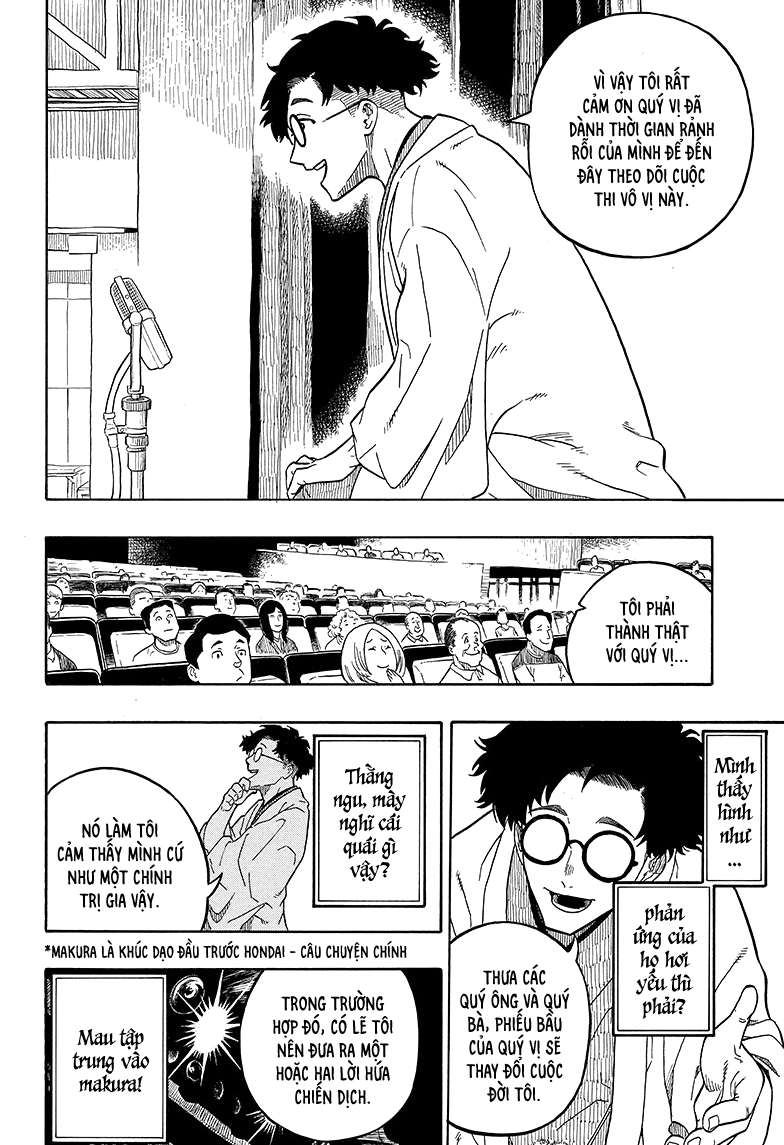 VÌ VẬY TÔI RẤT
CẢM ƠN QUÝ VỊ ĐÃ
DÀNH THỜI GIAN RẢNH
RỖI CỦA MÌNH ĐỂ ĐẾN
ĐÂY THEO DÕI CUỘC
THI VÔ VỊ NÀY.
TÔI PHẢI
THÀNH THẬT
VỚI QUÝ VỊ...
Mình
thấy
hình
như
...
phản
ứng của
họ hơi
yếu thì
phải?
THƯA CÁC
QUÝ ÔNG VÀ QUÝ
BÀ, PHIẾU BẦU
CỦA QUÝ VỊ SẼ
THAY ĐỔI CUỘC
ĐỜI TÔI.
Thằng
ngu, mày
nghĩ cái
quái gì
vậy?
NÓ LÀM TÔI
CẢM THẤY MÌNH CỨ
NHƯ MỘT CHÍNH
TRỊ GIA VẬY.
*MAKURA LÀ KHÚC DẠO ĐẦU TRƯỚC HONDAI - CÂU CHUYỆN CHÍNH
TRONG TRƯỜNG
HỢP ĐÓ, CÓ LẼ TÔI
NÊN ĐƯA RA MỘT
HOẶC HAI LỜI HỨA
CHIẾN DỊCH.
Mau tập
trung vào
makura!